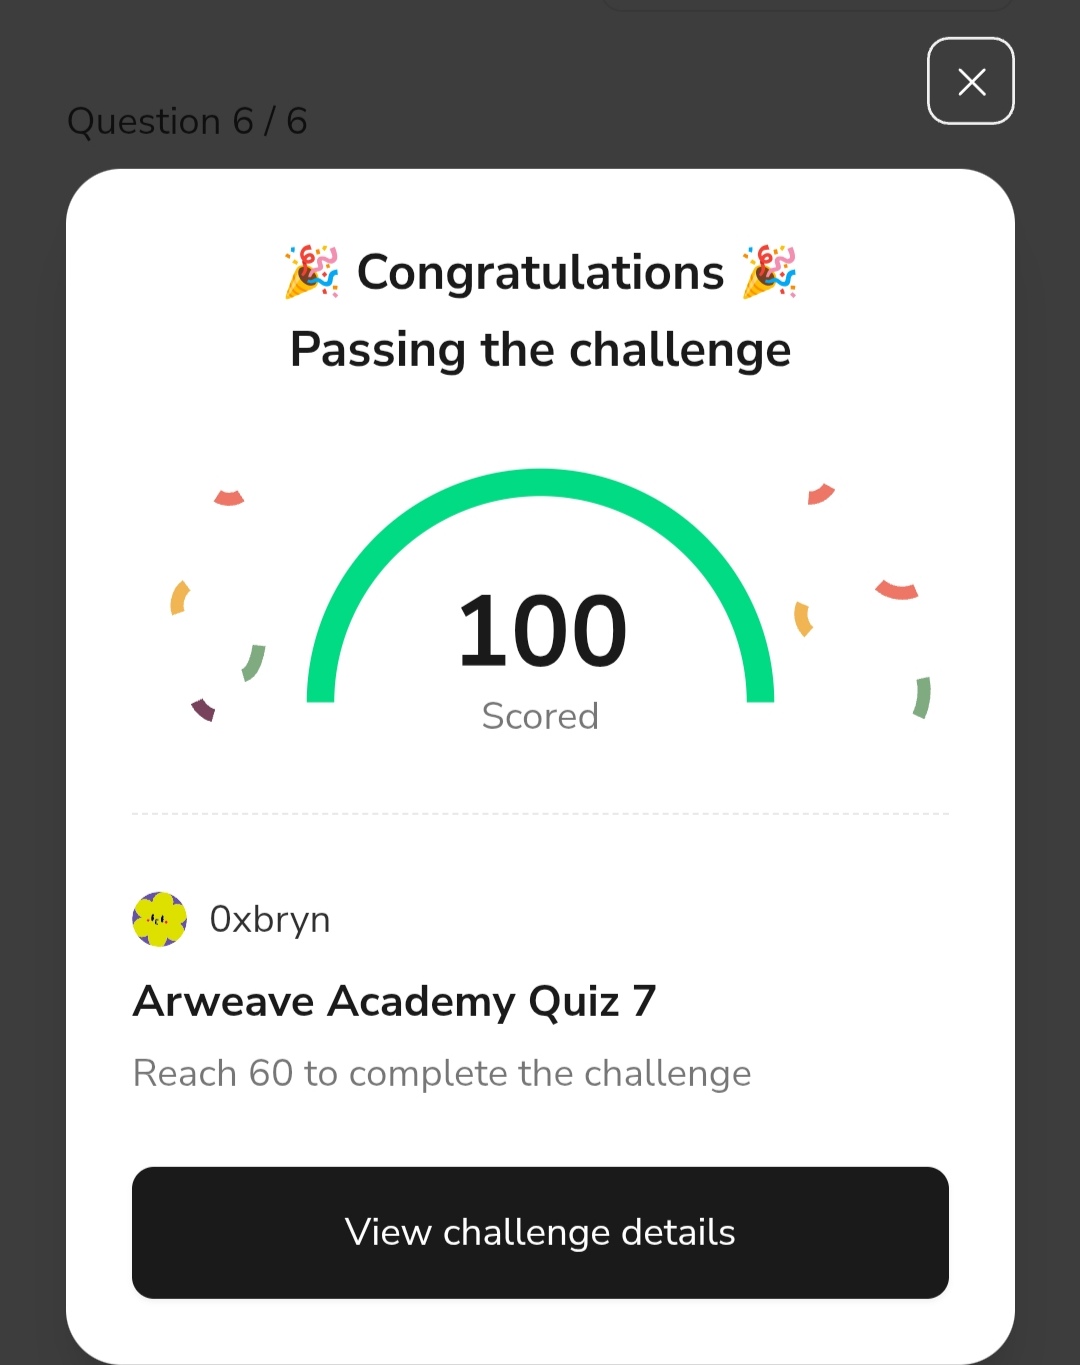 Question 6 / 6
🎉 Congratulations 🎉
Passing the challenge
100
Scored
0xbryn
Arweave Academy Quiz 7
Reach 60 to complete the challenge
View challenge details